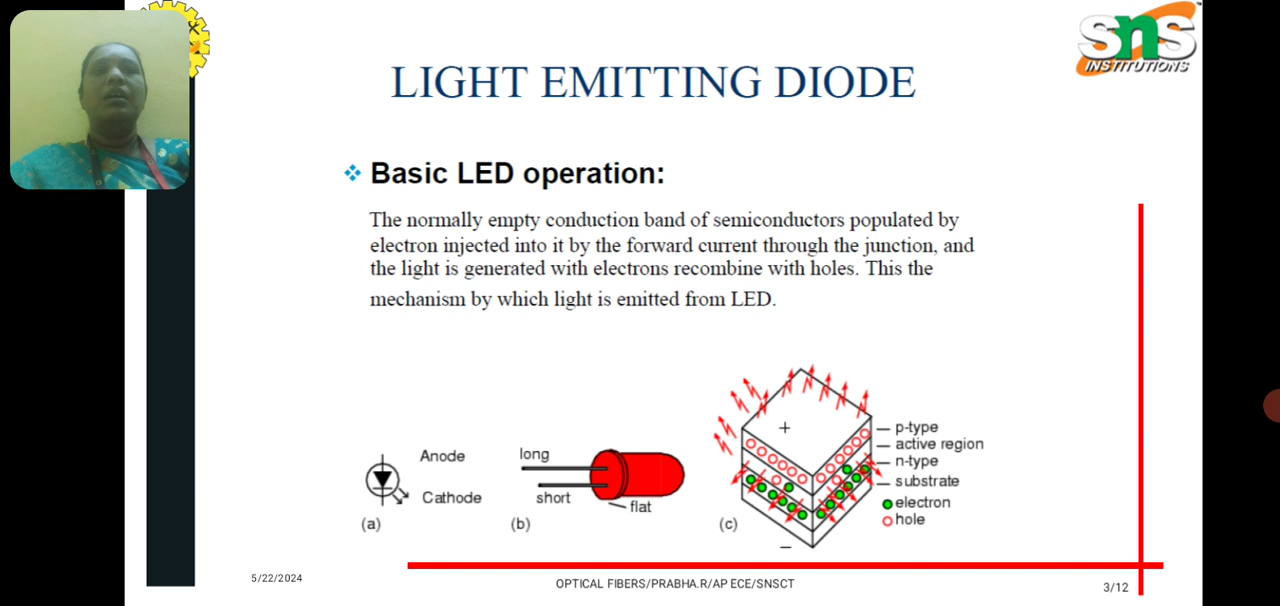 SNS
INSTITUTIONS
LIGHT EMITTING DIODE
Basic LED operation:
The normally empty conduction band of semiconductors populated by
electron injected into it by the forward current through the junction, and
the light is generated with electrons recombine with holes. This the
mechanism by which light is emitted from LED.
Anode
Cathode
(a)
long
short
flat
(b)
+
p-type
active region
n-type
substrate
electron
hole
(c)
–
5/22/2024
OPTICAL FIBERS/PRABHA.R/AP ECE/SNSCT
3/12